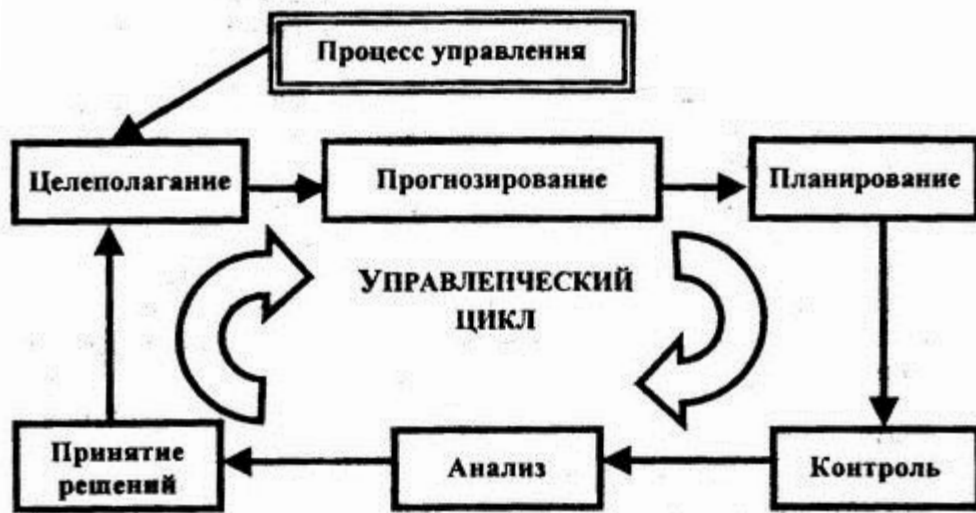 Процесс управления
Целеполагание
Прогнозирование
Планирование
УПРАВЛЕПЧЕСКИЙ
ЦИКЛ
Принятие
решений
Анализ
Контроль